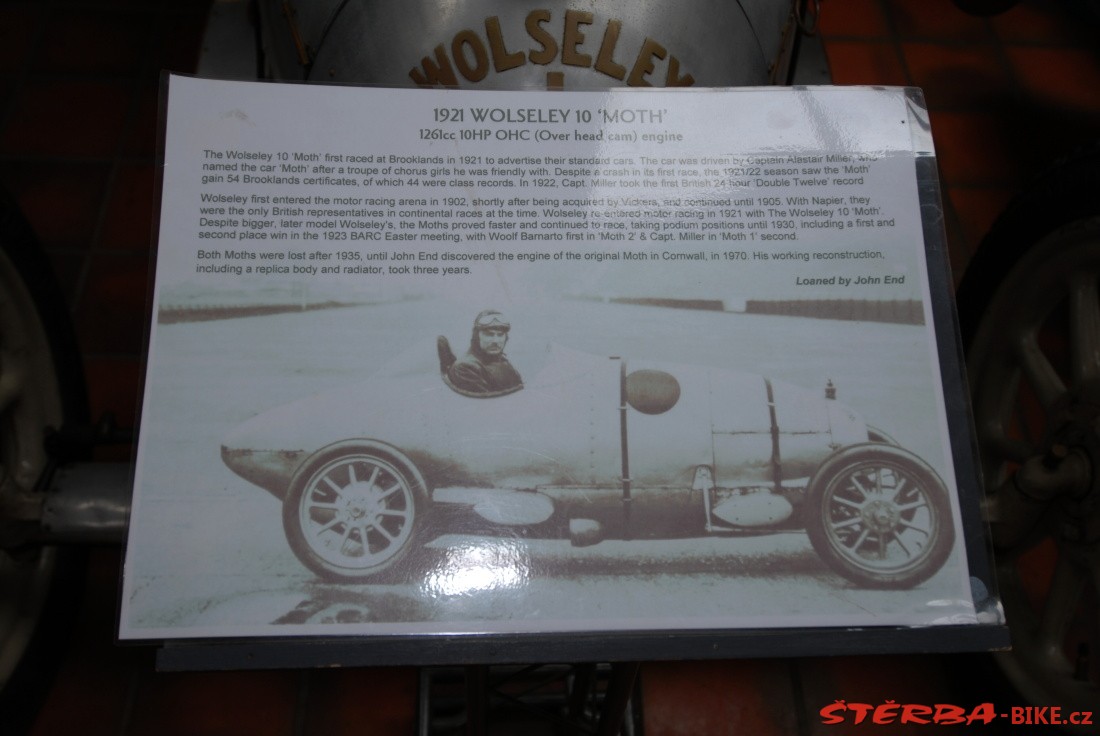 WOLSELEY
1921 WOLSELEY 10 'MOTH'
1261cc 10HP OHC (Over head cam) engine
The Wolseley 10 'Moth' first raced at Brooklands in 1921 to advertise their standard cars. The car was driven by Captain Alastair Miller, who
named the car 'Moth' after a troupe of chorus girls he was friendly with. Despite a crash in its first race, the 1921/22 season saw the 'Moth'
gain 54 Brooklands certificates, of which 44 were class records. In 1922, Capt. Miller took the first British 24 hour 'Double Twelve' record
Wolseley first entered the motor racing arena in 1902, shortly after being acquired by Vickers, and continued until 1905. With Napier, they
were the only British representatives in continental races at the time. Wolseley re-entered motor racing in 1921 with The Wolseley 10 'Moth'.
Despite bigger, later model Wolseley's, the Moths proved faster and continued to race, taking podium positions until 1930, including a first and
second place win in the 1923 BARC Easter meeting, with Woolf Barnarto first in 'Moth 2' & Capt. Miller in 'Moth 1' second.
Both Moths were lost after 1935, until John End discovered the engine of the original Moth in Cornwall, in 1970. His working reconstruction,
including a replica body and radiator, took three years.
Loaned by John End
ŠTĚRBA-BIKE.cz